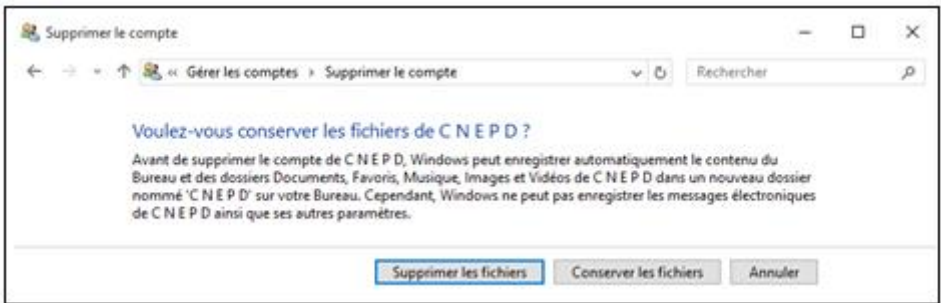 Supprimer le compte
« Gérer les comptes › Supprimer le compte
Rechercher
Voulez-vous conserver les fichiers de C N E P D ?
Avant de supprimer le compte de C N E P D, Windows peut enregistrer automatiquement le contenu du
Bureau et des dossiers Documents, Favoris, Musique, Images et Vidéos de C N E P D dans un nouveau dossier
nommé 'C N E P D' sur votre Bureau. Cependant, Windows ne peut pas enregistrer les messages électroniques
de C N E P D ainsi que ses autres paramètres.
Supprimer les fichiers
Conserver les fichiers
Annuler